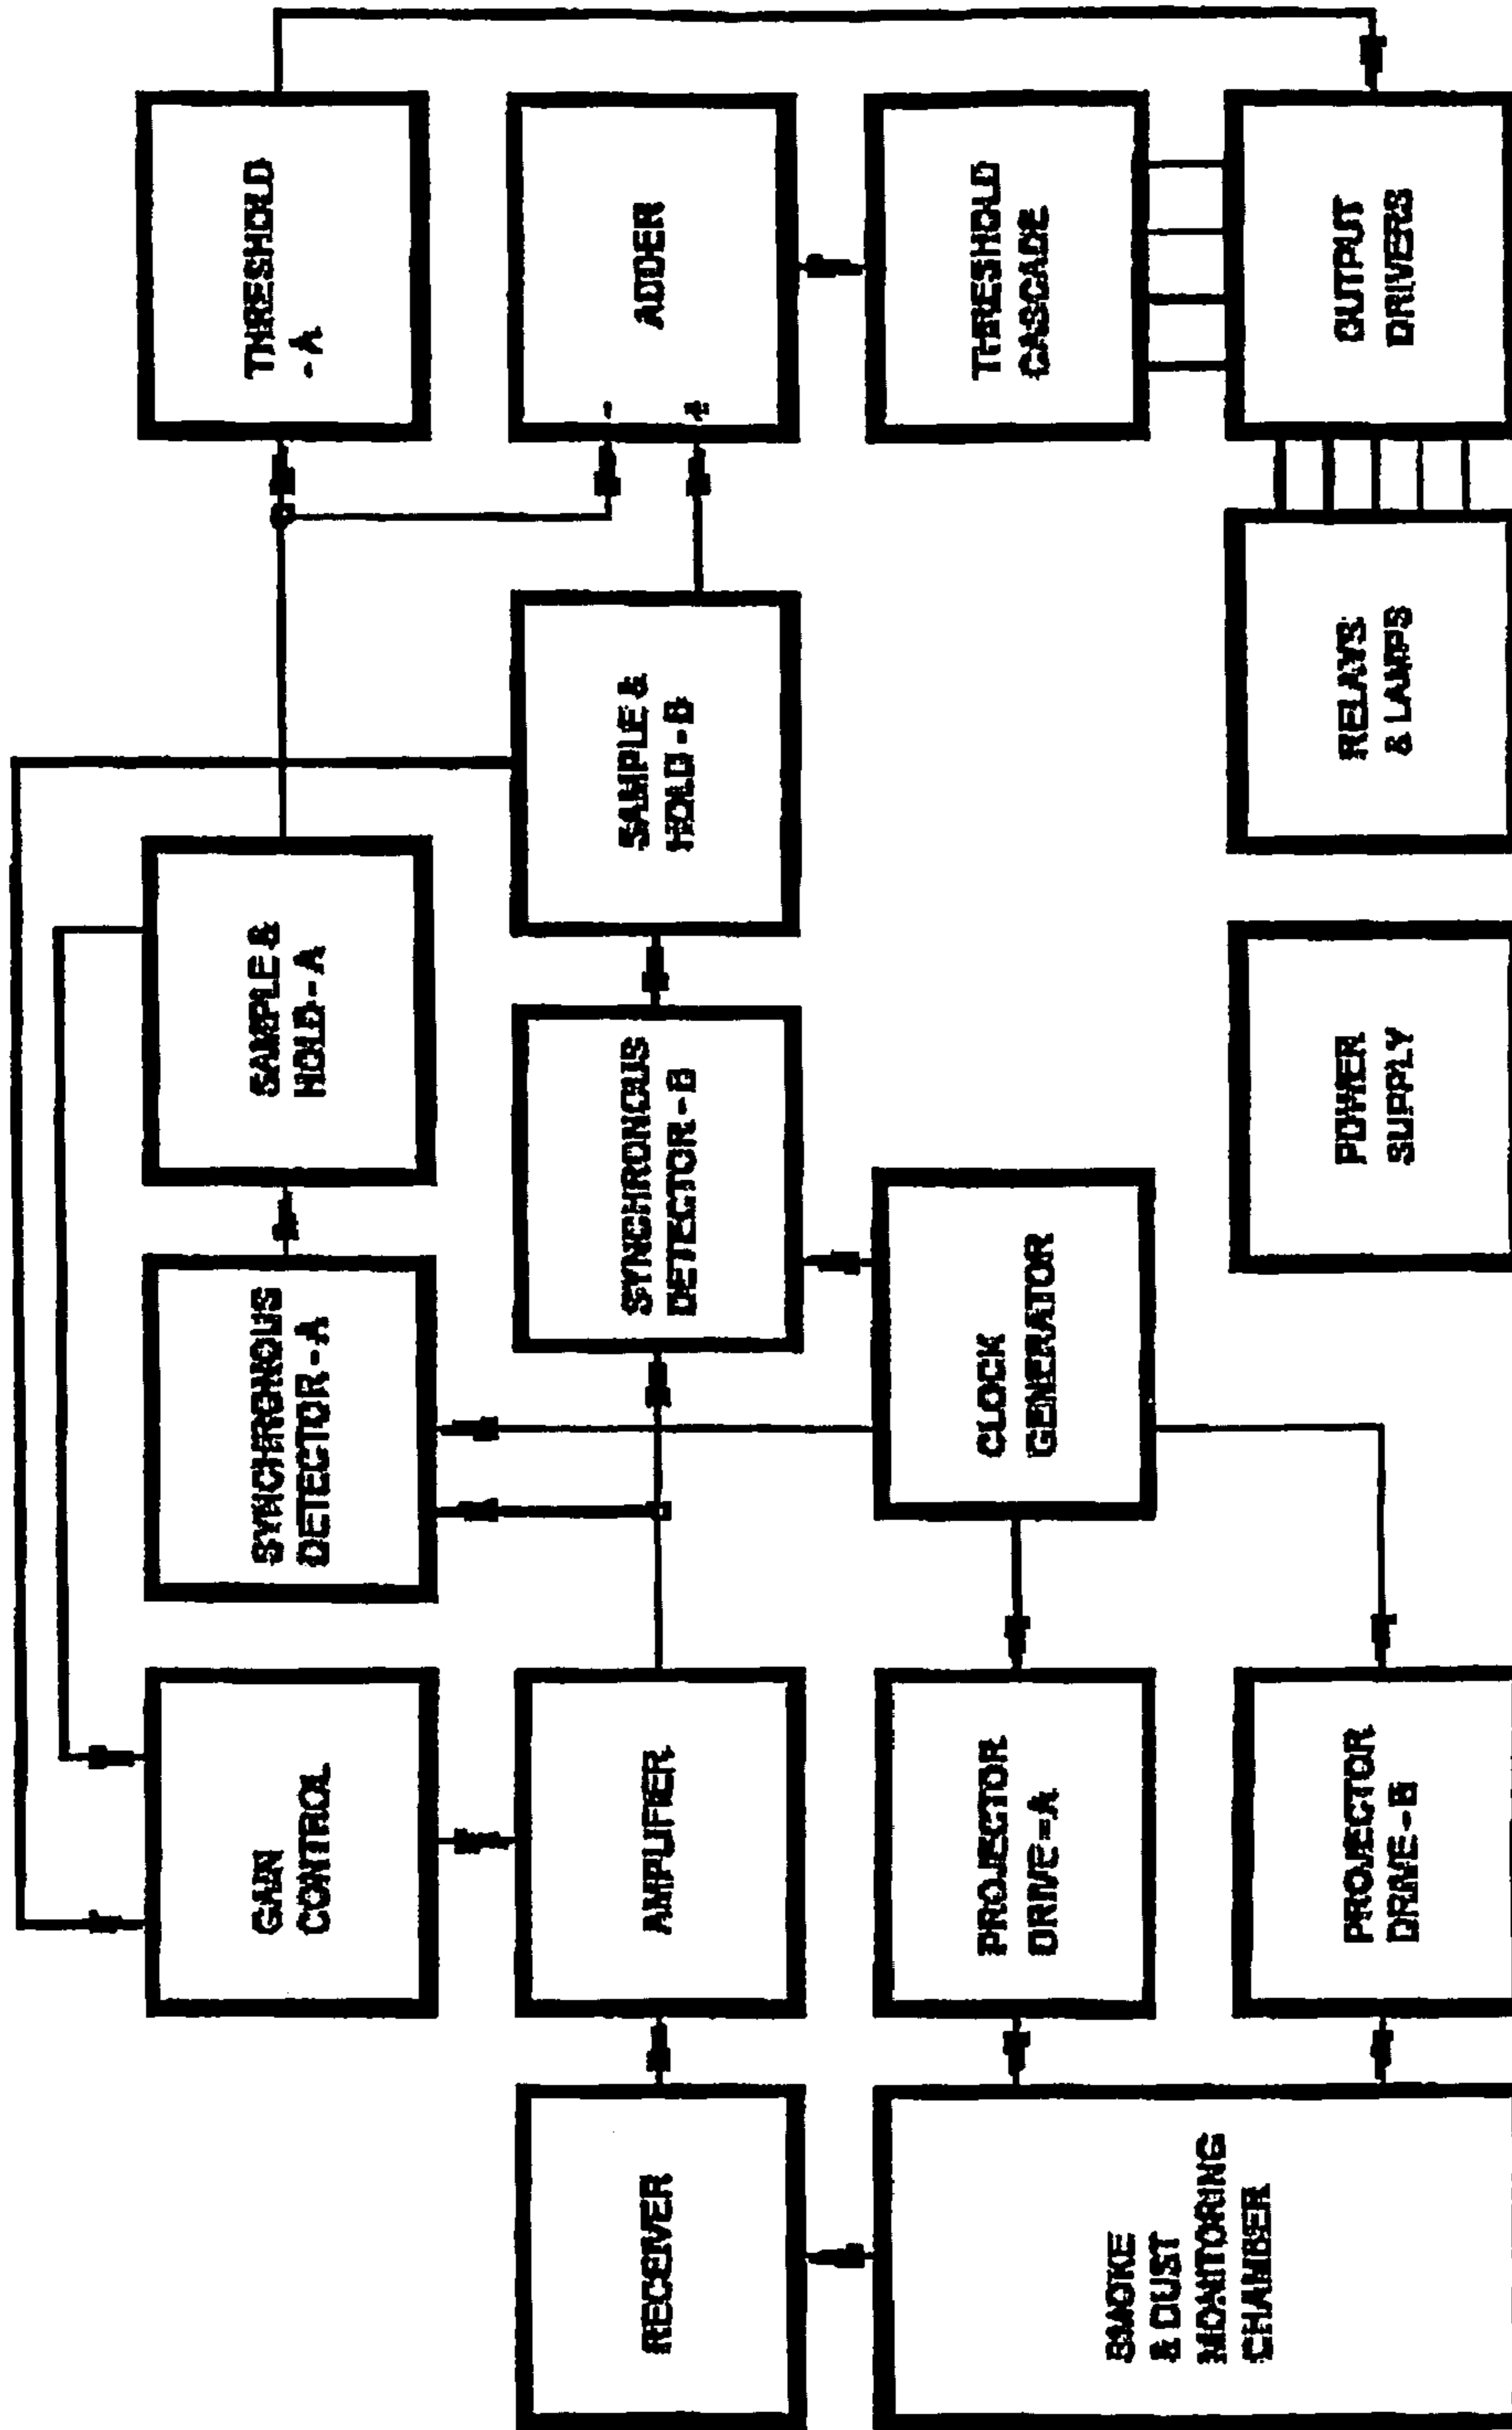 GAIN
CONTROL
SYNCHRONOUS
DETECTOR-A
SAMPLE &
HOLD-A
THRESHOLD
-A
RECEIVER
AMPLIFIER
SYNCHRONOUS
DETECTOR-B
SAMPLE &
HOLD-B
-
+
ADDER
SMOKE
& DUST
MONITORING
CHAMBER
PROJECTOR
DRIVE-A
CLOCK
GENERATOR
THRESHOLD
CASCADE
PROJECTOR
DRIVE-B
POWER
SUPPLY
RELAYS
& LAMPS
OUTPUT
DRIVERS